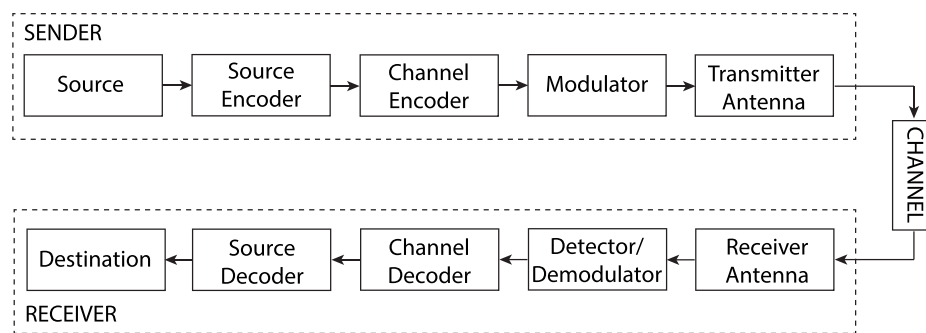 SENDER
Source
Source
Encoder
Channel
Encoder
Modulator
Transmitter
Antenna
CHANNEL
Destination
Source
Decoder
Channel
Decoder
Detector/
Demodulator
Receiver
Antenna
RECEIVER